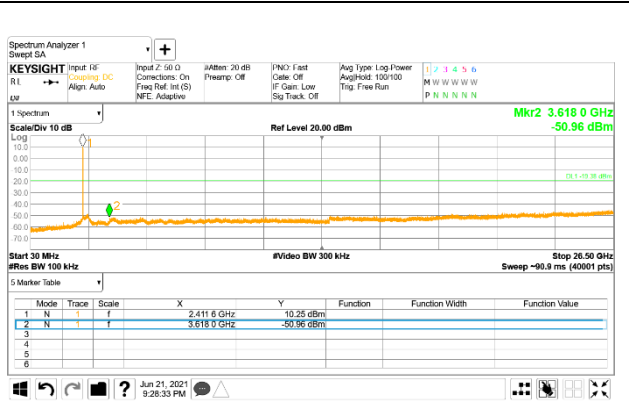 Spectrum Analyzer 1
Swept SA
+
KEYSIGHT Input: RF Input Z: 50 Ω #Atten: 20 dB PNO: Fast Avg Type: Log-Power 1 2 3 4 5 6
RL Coupling: DC Corrections: On Preamp: Off Gate: Off Avg|Hold: 100/100 M W W W W W
Align: Auto Freq Ref: Int (S) IF Gain: Low Trig: Free Run
NFE: Adaptive Sig Track: Off P N N N N N
1 Spectrum
Mkr2 3.618 0 GHz
Scale/Div 10 dB Ref Level 20.00 dBm -50.96 dBm
Log
10.0
0.00
10.0
20.0
30.0
40.0
50.0
60.0
-70.0
1
2
Start 30 MHz #Video BW 300 kHz Stop 26.50 GHz
#Res BW 100 kHz Sweep ~90.9 ms (40001 pts)
5 Marker Table
Mode Trace Scale X Y Function Function Width Function Value
1 N 1 f 2.411 6 GHz 10.25 dBm
2 N 1 f 3.618 0 GHz -50.96 dBm
3
4
5
6
? Jun 21, 2021
9:28:33 PM